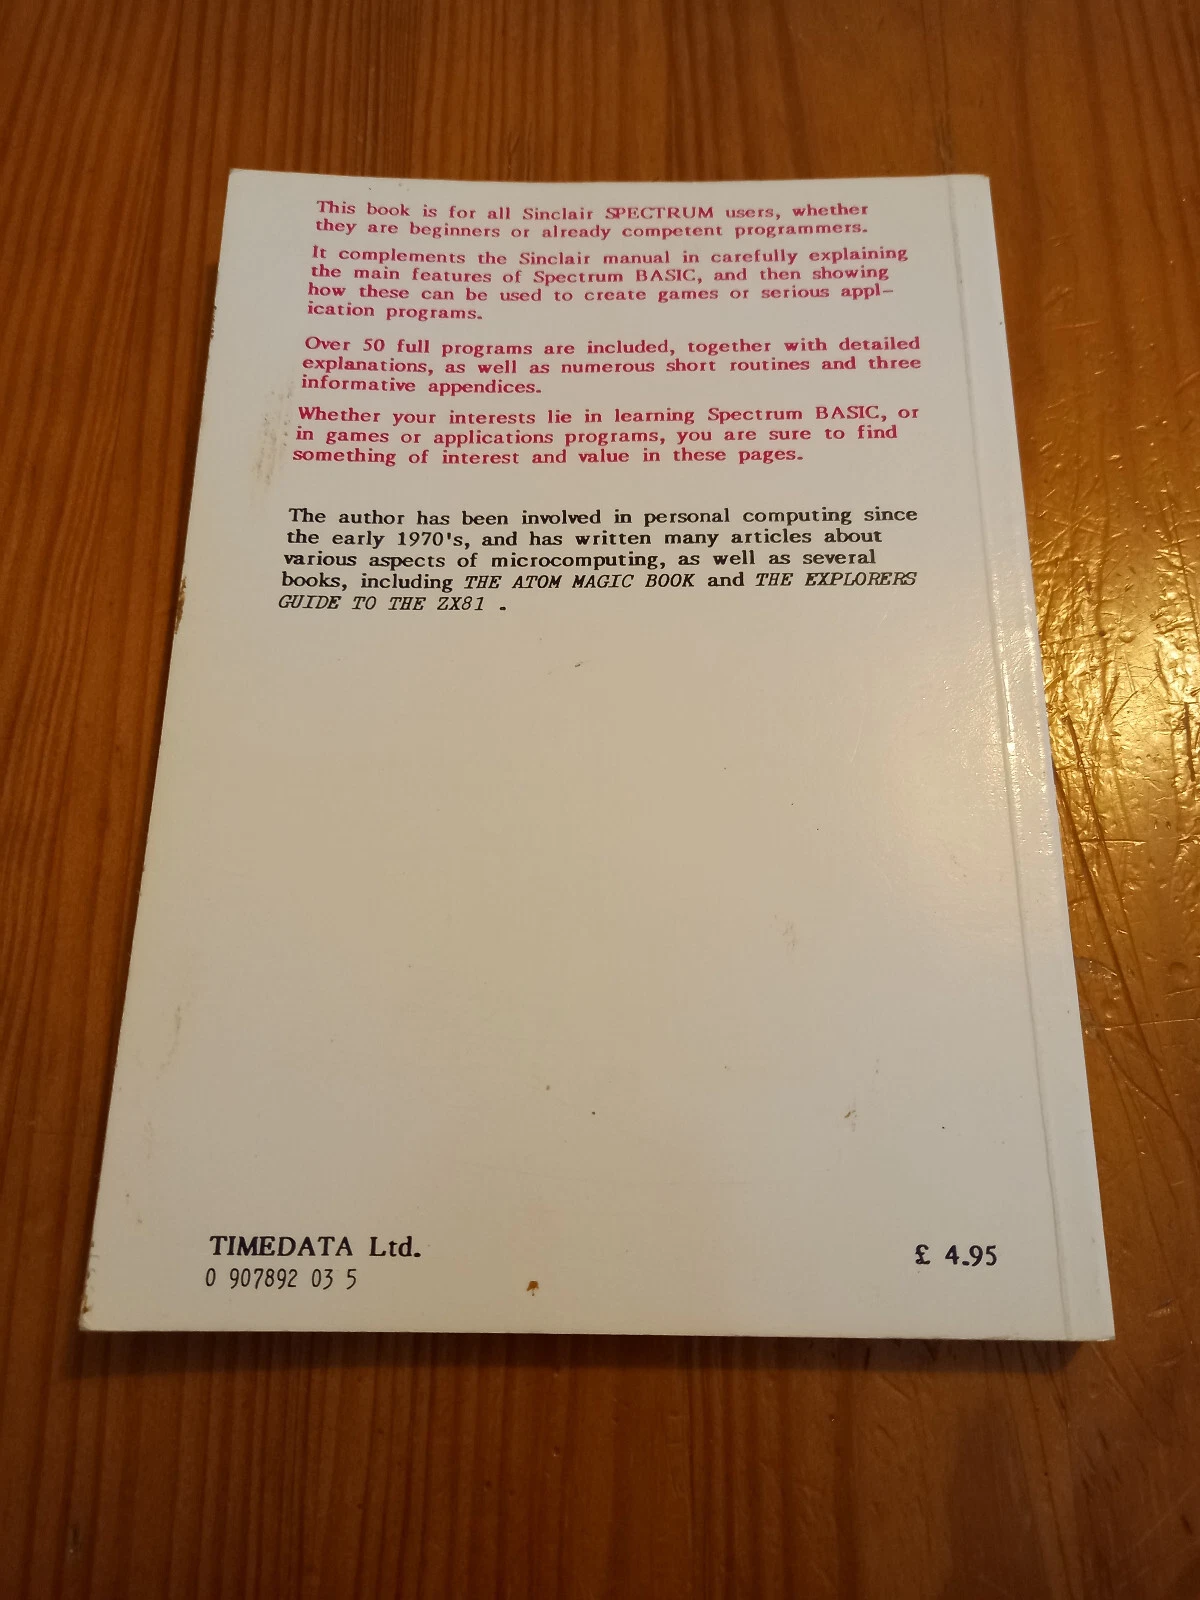 This book is for all Sinclair SPECTRUM users, whether
they are beginners or already competent programmers.
It complements the Sinclair manual in carefully explaining
the main features of Spectrum BASIC, and then showing
how these can be used to create games or serious appl-
ication programs.
Over 50 full programs are included, together with detailed
explanations, as well as numerous short routines and three
informative appendices.
Whether your interests lie in learning Spectrum BASIC, or
in games or applications programs, you are sure to find
something of interest and value in these pages.
The author has been involved in personal computing since
the early 1970's, and has written many articles about
various aspects of microcomputing, as well as several
books, including THE ATOM MAGIC BOOK and THE EXPLORERS
GUIDE TO THE ZX81 .
TIMEDATA Ltd.
0 907892 03 5
£ 4.95